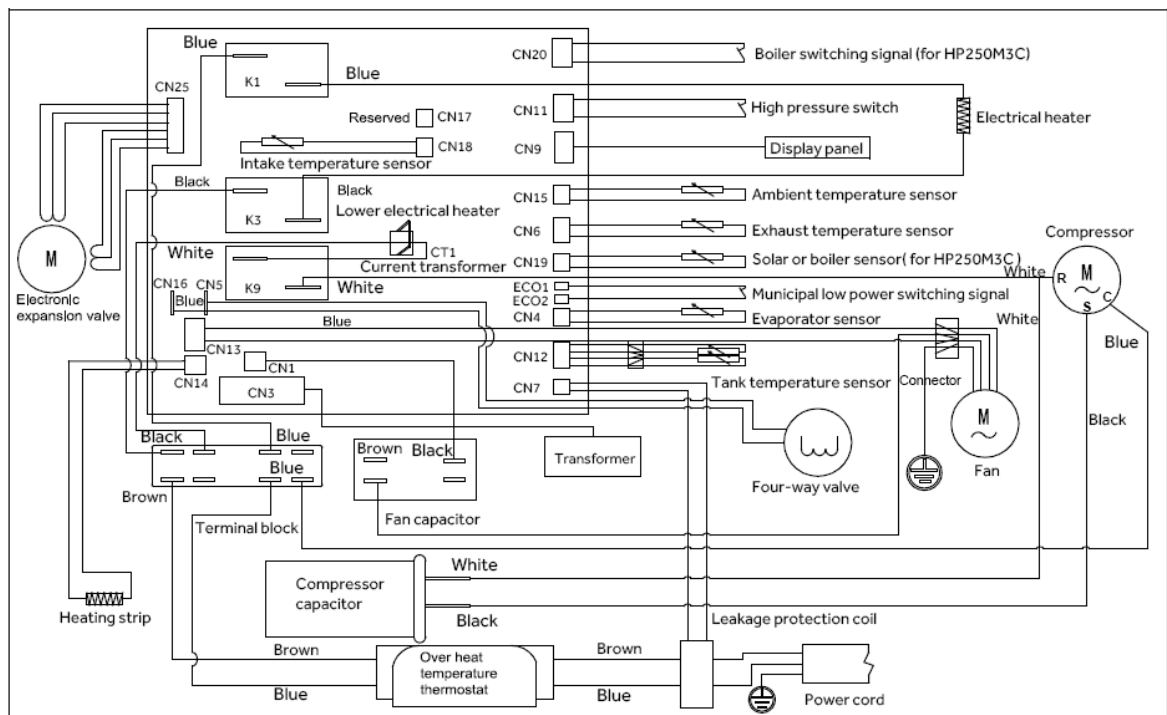 Blue
K1
CN25
Blue
CN20
Boiler switching signal (for HP250M3C)
Reserved
CN17
CN11
High pressure switch
Electrical heater
CN18
Intake temperature sensor
CN9
Display panel
Black
K3
Black
Lower electrical heater
CN15
Ambient temperature sensor
M
CN6
Exhaust temperature sensor
Compressor
White
CT1
Current transformer
K9
White
CN19
Solar or boiler sensor( for HP250M3C )
White
R
M
C
S
Electronic
expansion valve
CN16
CN5
Blue
ECO1
ECO2
Municipal low power switching signal
Blue
CN4
Evaporator sensor
White
Blue
CN13
CN1
CN12
Tank temperature sensor
Connector
CN14
CN3
CN7
Black
M
Fan
Black
Blue
Blue
Brown
Terminal block
Brown
Black
Fan capacitor
Transformer
Four-way valve
White
Compressor
capacitor
Black
Heating strip
Leakage protection coil
Brown
Over heat
temperature
thermostat
Brown
Blue
Blue
Power cord